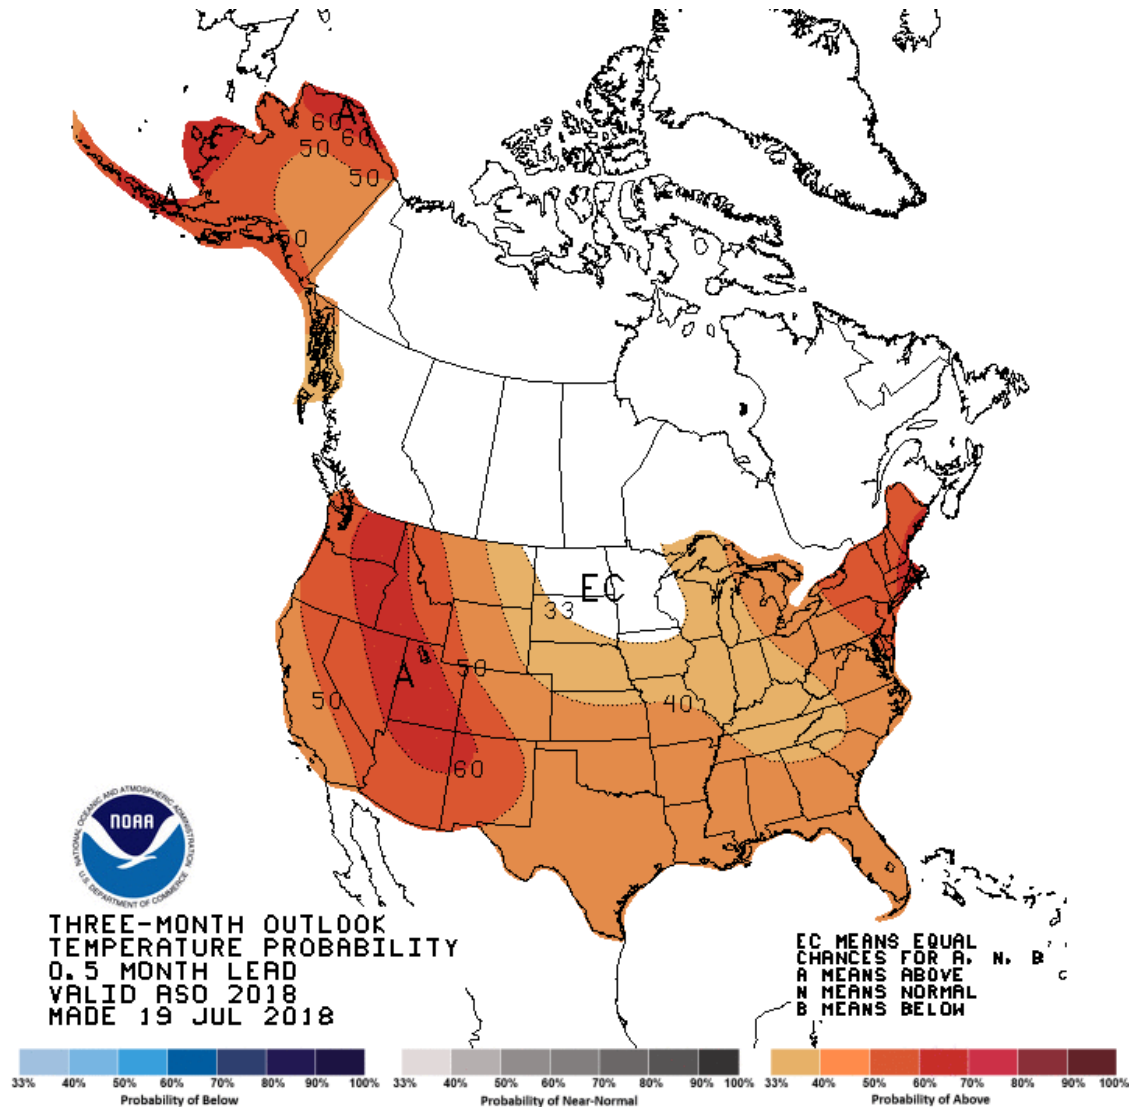 A
60
60
50
50
50
A
EC
33
50
A
50
40
60
A
NATIONAL OCEANIC AND ATMOSPHERIC ADMINISTRATION
NOAA
U.S. DEPARTMENT OF COMMERCE
THREE-MONTH OUTLOOK
TEMPERATURE PROBABILITY
0.5 MONTH LEAD
VALID ASO 2018
MADE 19 JUL 2018
EC MEANS EQUAL
CHANCES FOR A, N, B
A MEANS ABOVE
N MEANS NORMAL
B MEANS BELOW
33% 40% 50% 60% 70% 80% 90% 100%
Probability of Below
33% 40% 50% 60% 70% 80% 90% 100%
Probability of Near-Normal
33% 40% 50% 60% 70% 80% 90% 100%
Probability of Above